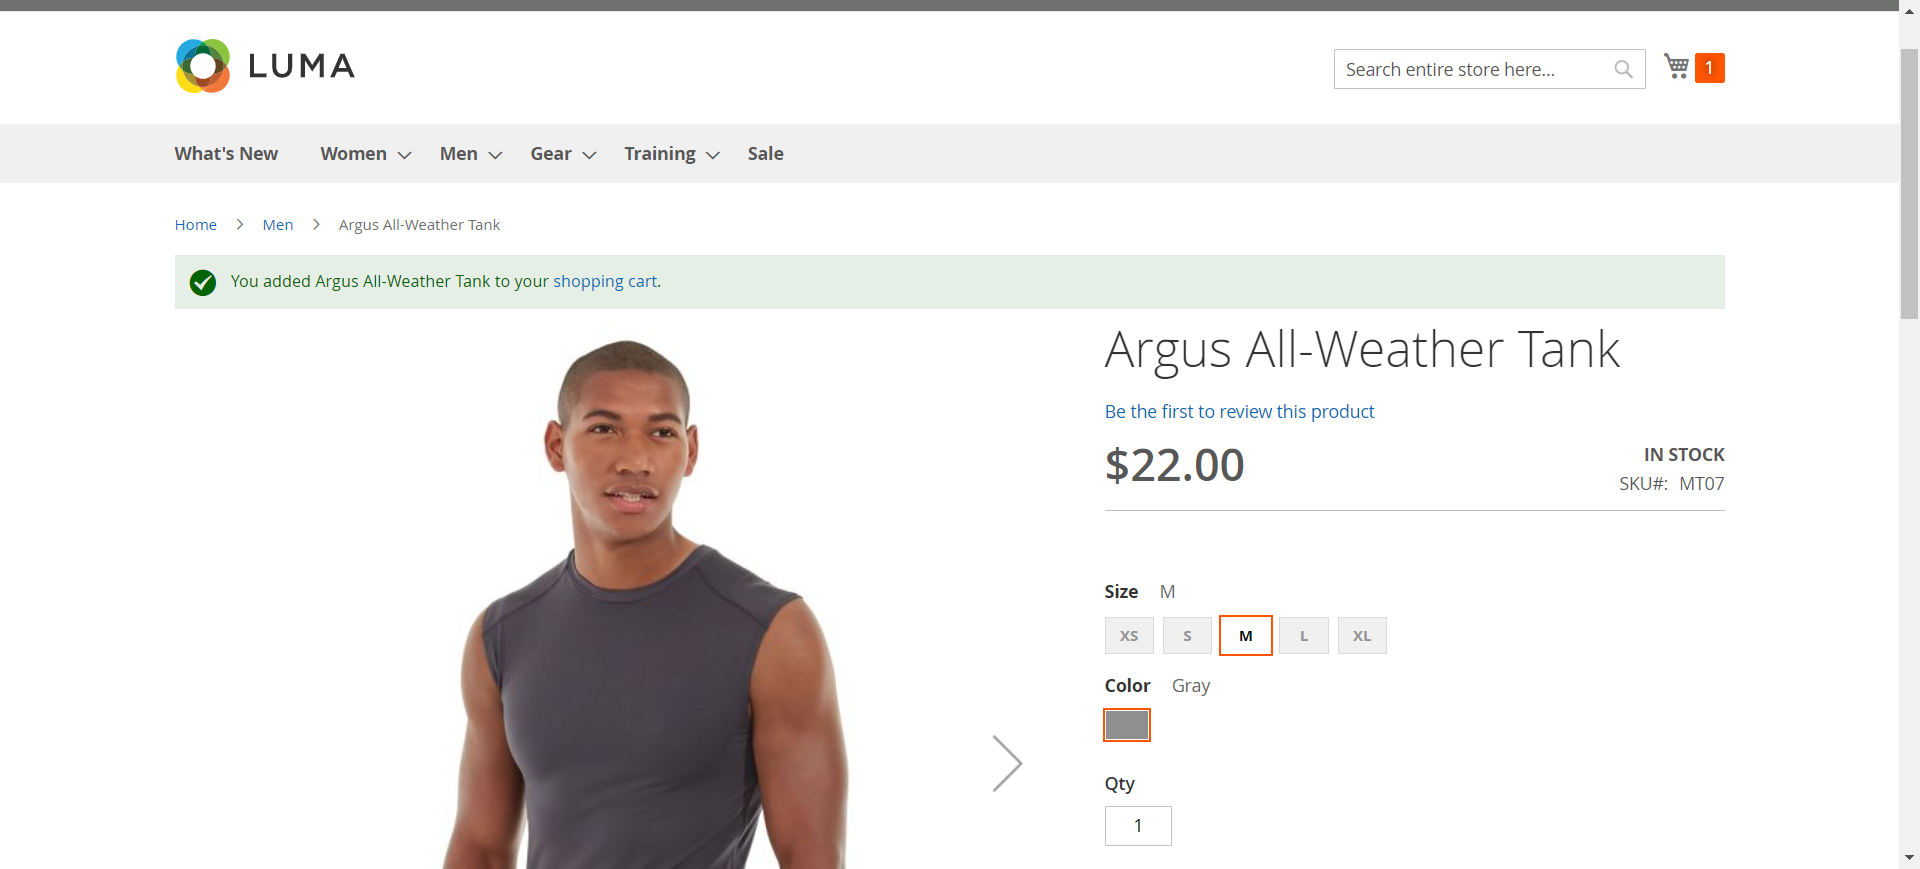 LUMA
Search entire store here...
1
What's New Women Men Gear Training Sale
Home Men Argus All-Weather Tank
You added Argus All-Weather Tank to your shopping cart.
Argus All-Weather Tank
Be the first to review this product
$22.00
IN STOCK
SKU#: MT07
Size M
XS S M L XL
Color Gray
Qty
1